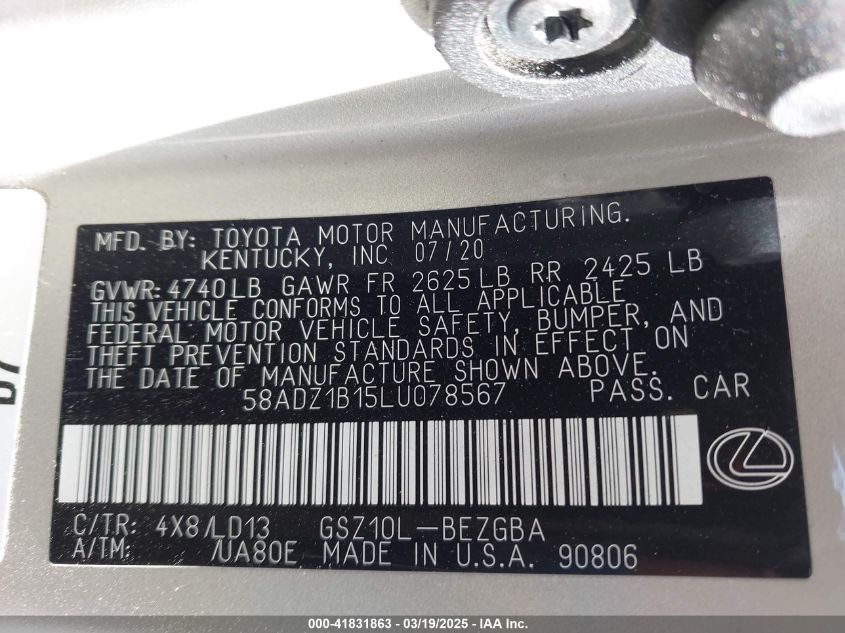 MFD. BY: TOYOTA MOTOR MANUFACTURING.
KENTUCKY, INC 07/20
GVWR: 4740LB GAWR FR 2625LB RR 2425 LB
THIS VEHICLE CONFORMS TO ALL APPLICABLE
FEDERAL MOTOR VEHICLE SAFETY, BUMPER, AND
THEFT PREVENTION STANDARDS IN EFFECT ON
THE DATE OF MANUFACTURE SHOWN ABOVE.
58ADZ1B15LU078567 PASS. CAR
C/TR: 4X8/LD13 GSZ10L-BEZGBA
A/TM: /UA80E MADE IN U.S.A. 90806
000-41831863 - 03/19/2025 - IAA Inc.